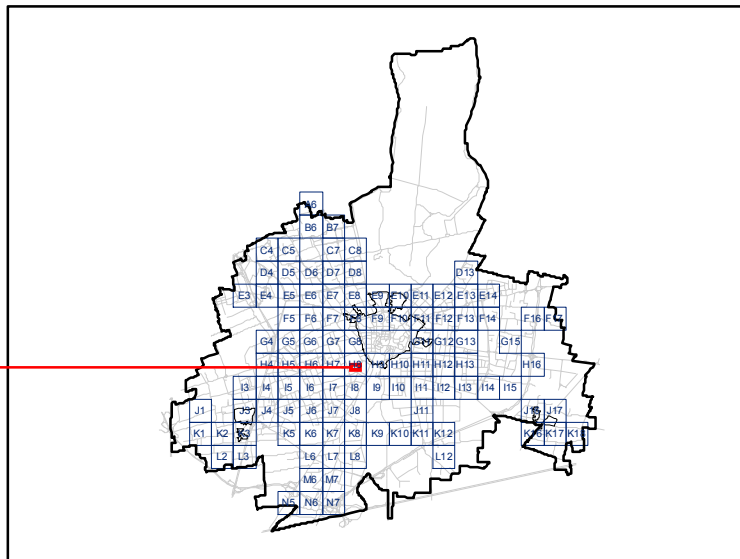 A6
B6 B7
C4 C5 C7 C8
D4 D5 D6 D7 D8 D13
E3 E4 E5 E6 E7 E8 E9 E10 E11 E12 E13 E14
F5 F6 F7 F9 F10 F11 F12 F13 F14 F16
G4 G5 G6 G7 G8 G12 G13 G15
H4 H5 H6 H7 H10 H11 H12 H13 H16
I3 I4 I5 I6 I7 I8 I9 I10 I11 I12 I13 I14 I15
J1 J3 J4 J5 J6 J7 J8 J11 J17
K1 K2 K5 K6 K7 K8 K9 K10 K11 K12 K17
L2 L3 L6 L7 L8 L12
M6 M7
N5 N6 N7